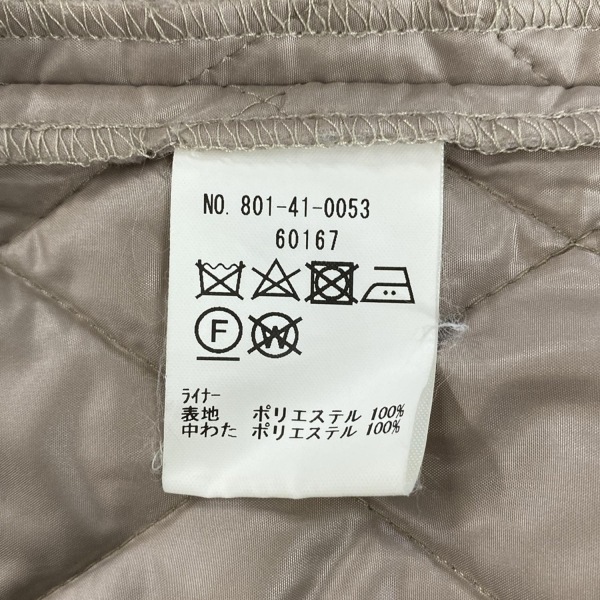 NO. 801-41-0053
60167
F W
ﾗｲﾅｰ
表地 ポリエステル 100%
中わた ポリエステル 100%